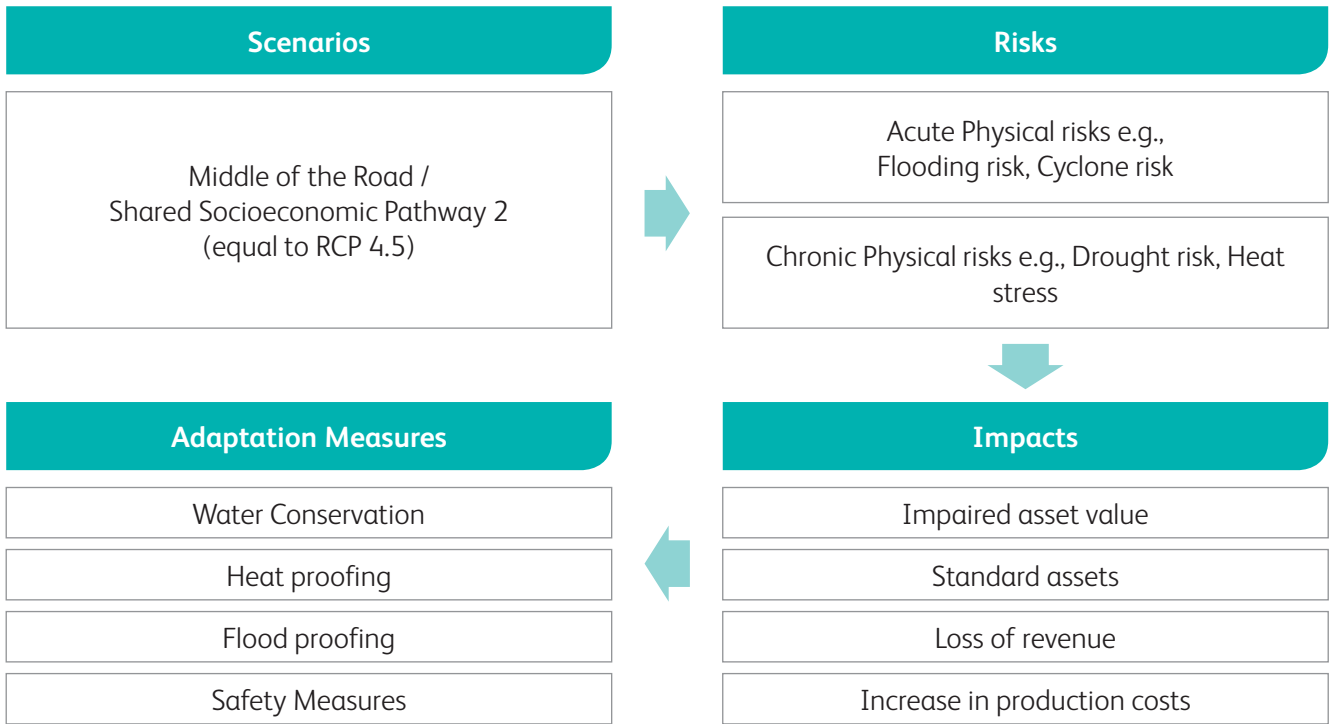 Scenarios
Middle of the Road /
Shared Socioeconomic Pathway 2
(equal to RCP 4.5)
Risks
Acute Physical risks e.g.,
Flooding risk, Cyclone risk
Chronic Physical risks e.g., Drought risk, Heat
stress
Adaptation Measures
Water Conservation
Heat proofing
Flood proofing
Safety Measures
Impacts
Impaired asset value
Standard assets
Loss of revenue
Increase in production costs